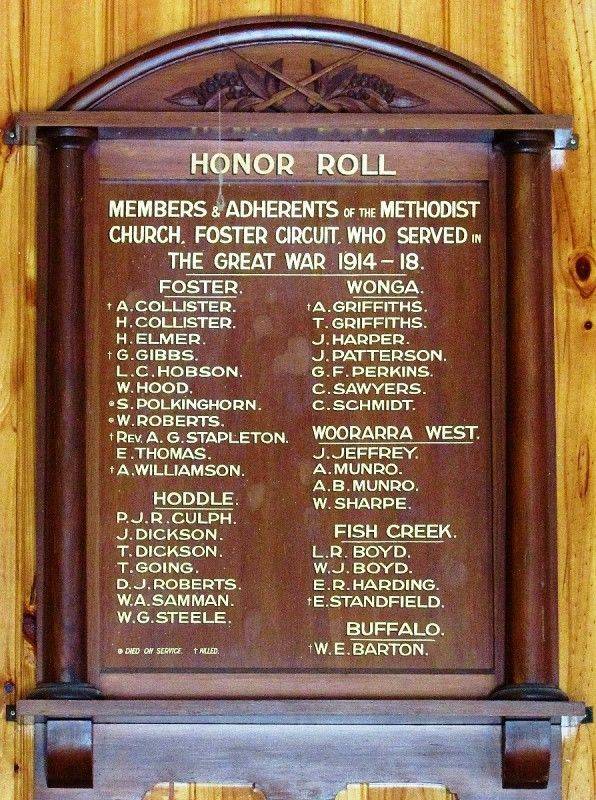 HONOR ROLL
MEMBERS & ADHERENTS OF THE METHODIST
CHURCH, FOSTER CIRCUIT, WHO SERVED IN
THE GREAT WAR 1914-18.
FOSTER.
† A. COLLISTER.
H. COLLISTER.
H. ELMER.
† G. GIBBS.
L. C. HOBSON.
W. HOOD.
● S. POLKINGHORN.
● W. ROBERTS.
† REV. A. G. STAPLETON.
E. THOMAS.
† A. WILLIAMSON.
HODDLE.
P. J. R. CULPH.
J. DICKSON.
T. DICKSON.
T. GOING.
D. J. ROBERTS.
W. A. SAMMAN.
W. G. STEELE.
● DIED ON SERVICE. † KILLED.
WONGA.
† A. GRIFFITHS.
T. GRIFFITHS.
J. HARPER.
J. PATTERSON.
G. F. PERKINS.
C. SAWYERS.
C. SCHMIDT.
WOORARRA WEST.
J. JEFFREY.
A. MUNRO.
A. B. MUNRO.
W. SHARPE.
FISH CREEK.
L. R. BOYD.
W. J. BOYD.
E. R. HARDING.
† E. STANDFIELD.
BUFFALO.
† W. E. BARTON.